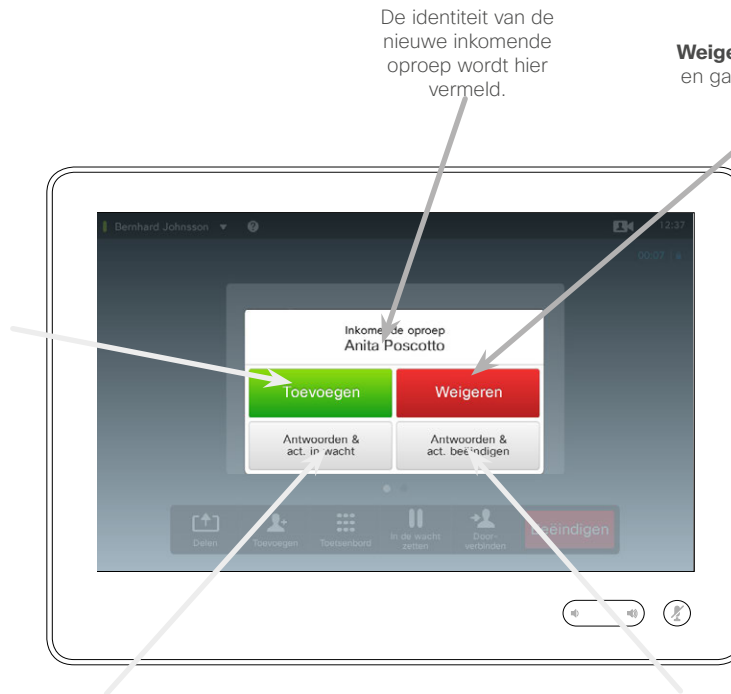 De identiteit van de
nieuwe inkomende
oproep wordt hier
vermeld.
Weige
en ga
Bernhard Johnsson
?
12:37
00:07
Inkomende oproep
Anita Poscotto
Toevoegen
Weigeren
Antwoorden &
act. in wacht
Antwoorden &
act. beëindigen
Delen
Toevoegen
Toetsenbord
In de wacht
zetten
Door-
verbinden
Beëindigen